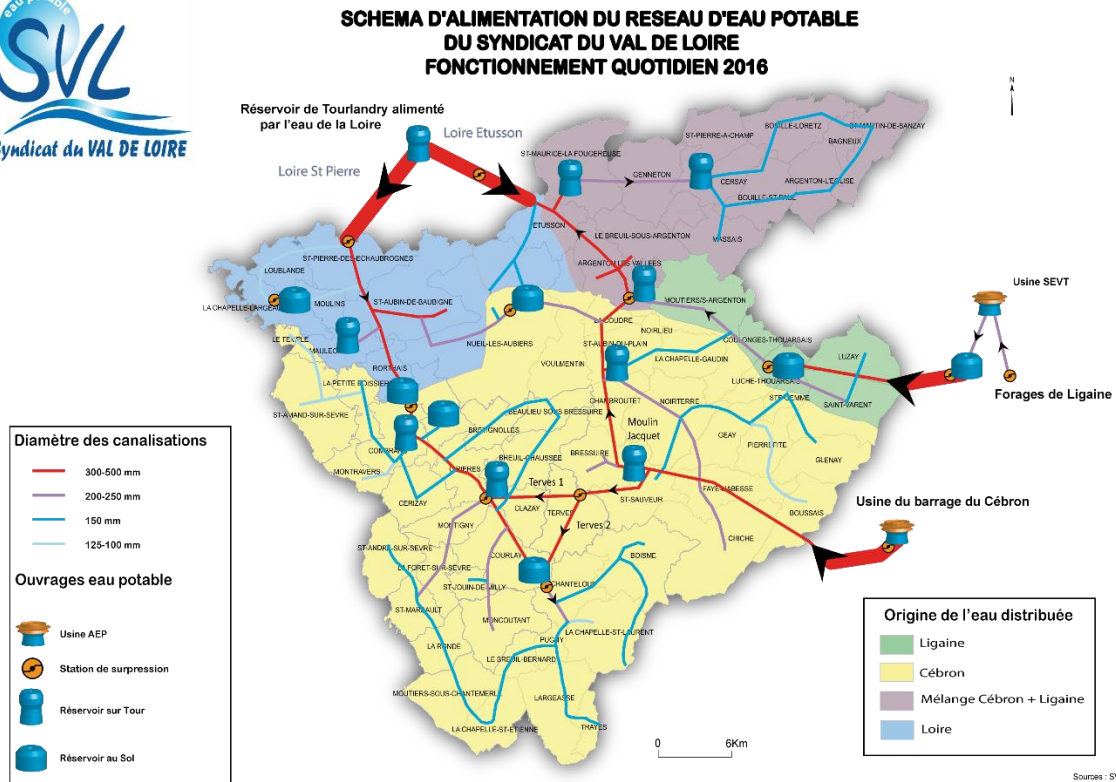 SCHEMA D'ALIMENTATION DU RESEAU D'EAU POTABLE
DU SYNDICAT DU VAL DE LOIRE
FONCTIONNEMENT QUOTIDIEN 2016
eau potable
SVL
Syndicat du VAL DE LOIRE
N
Réservoir de Tourlandry alimenté
par l'eau de la Loire
Loire Etusson
Loire St Pierre
ST-PIERRE-A-CHAMP
BOUILLE-LORETZ
ST-MARTIN-DE-SANZAY
BAGNEUX
ST-MAURICE-LA FOUGEREUSE
GENNETON
CERSAY
ARGENTON-L'EGLISE
BOUILLE-ST-PAUL
MASSAIS
ETUSSON
LE BREUIL-SOUS-ARGENTON
ARGENTON LES VALLEES
ST-PIERRE-DES-ECHAUBROGNES
LOUBLANDE
LA CHAPELLE-LARGEAU
MOULINS
ST-AUBIN-DE-BAUBIGNE
MAULEON
LE TEMPLE
RORTHAIS
NUEIL-LES-AUBIERS
LA COUDRE
MOUTIERS/S-ARGENTON
NOIRLIEU
ST-AUBIN-DU-PLAIN
COULONGES-THOUARSAIS
LUZAY
VOULMENTIN
LA CHAPELLE-GAUDIN
LUCHE-THOUARSAIS
STE-GEMME
SAINT-VARENT
Usine SEVT
Forages de Ligaine
LA PETITE BOISSIERE
ST-AMAND-SUR-SEVRE
BEAULIEU SOUS BRESSUIRE
CHAMBROUTET
NOIRTERRE
BRETIGNOLLES
COMBRAND
MONTRAVERS
CIRIERES
BREUIL-CHAUSSEE
Moulin
Jacquet
BRESSUIRE
GEAY
PIERREFITE
GLENAY
CERIZAY
Terves 1
CLAZAY
TERVES
ST-SAUVEUR
FAYE-L'ABESSE
BOUSSAIS
Usine du barrage du Cébron
MONTIGNY
Terves 2
CHICHE
ST-ANDRE-SUR-SEVRE
COURLAY
BOISME
LA FORET-SUR-SÈVRE
ST-JOUIN-DE-MILLY
CHANTELOUP
ST-MARSAULT
MONCOUTANT
LA CHAPELLE-ST-LAURENT
PUGNY
LA RONDE
LE BREUIL-BERNARD
MOUTIERS-SOUS-CHANTEMERLE
LARGEASSE
LA CHAPELLE-ST-ETIENNE
TRAYES
Diamètre des canalisations
300-500 mm
200-250 mm
150 mm
125-100 mm
Ouvrages eau potable
Usine AEP
Station de surpression
Réservoir sur Tour
Réservoir au Sol
Origine de l'eau distribuée
Ligaine
Cébron
Mélange Cébron + Ligaine
Loire
0 6Km
Sources :